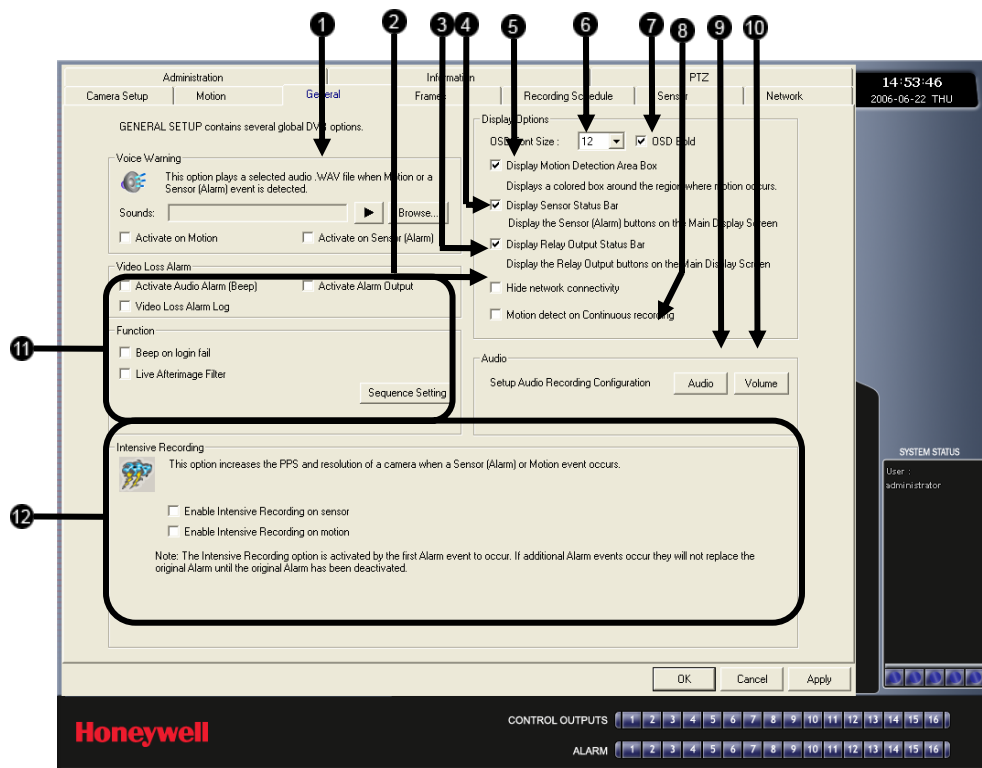 1 2 3 4 5 6 7 8 9 10
Administration Information PTZ
Camera Setup Motion General Frames Recording Schedule Sensor Network
14:53:46
2006-06-22 THU
GENERAL SETUP contains several global DVR options.
Voice Warning
This option plays a selected audio .WAV file when Motion or a
Sensor (Alarm) event is detected.
Sounds: Browse...
Activate on Motion Activate on Sensor (Alarm)
Video Loss Alarm
Activate Audio Alarm (Beep) Activate Alarm Output
Video Loss Alarm Log
11
Function
Beep on login fail
Live Afterimage Filter
Sequence Setting
Display Options
OSD Font Size : 12 OSD Bold
Display Motion Detection Area Box
Displays a colored box around the region where motion occurs.
Display Sensor Status Bar
Display the Sensor (Alarm) buttons on the Main Display Screen
Display Relay Output Status Bar
Display the Relay Output buttons on the Main Display Screen
Hide network connectivity
Motion detect on Continuous recording
Audio
Setup Audio Recording Configuration Audio Volume
12
Intensive Recording
This option increases the PPS and resolution of a camera when a Sensor (Alarm) or Motion event occurs.
Enable Intensive Recording on sensor
Enable Intensive Recording on motion
Note: The Intensive Recording option is activated by the first Alarm event to occur. If additional Alarm events occur they will not replace the
original Alarm until the original Alarm has been deactivated.
SYSTEM STATUS
User :
administrator
OK Cancel Apply
Honeywell
CONTROL OUTPUTS 1 2 3 4 5 6 7 8 9 10 11 12 13 14 15 16
ALARM 1 2 3 4 5 6 7 8 9 10 11 12 13 14 15 16